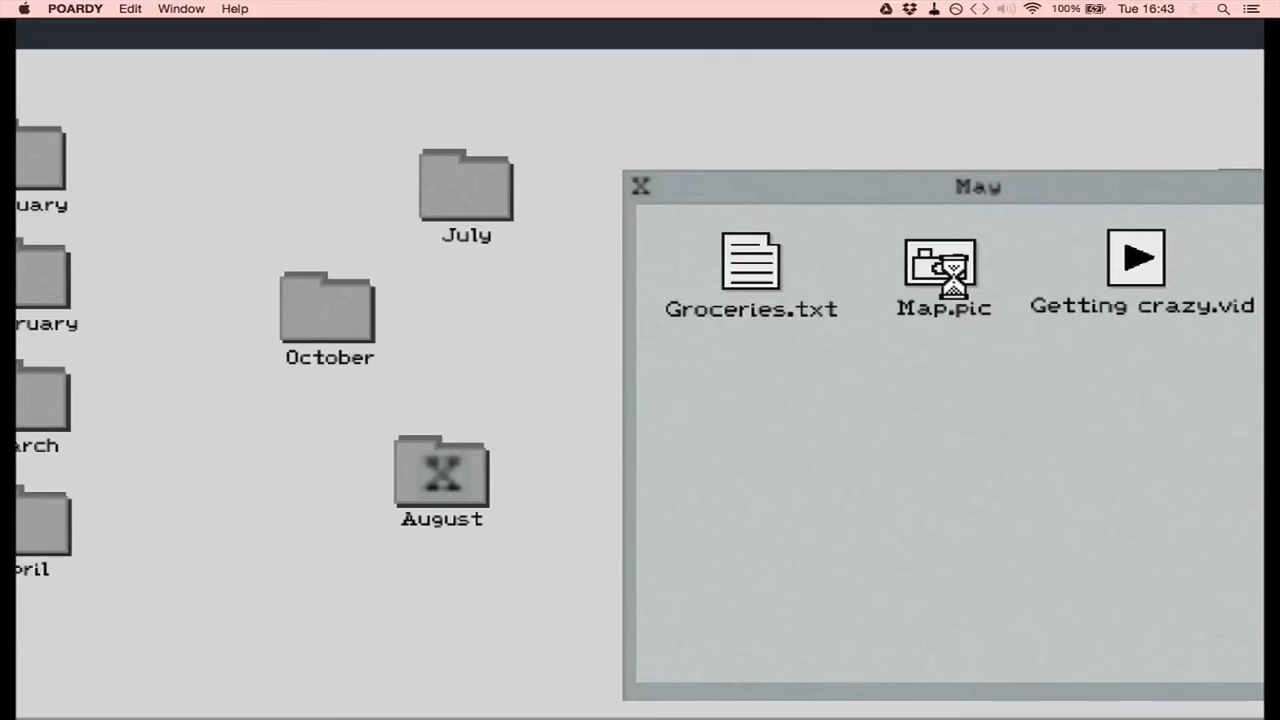 POARDY Edit Window Help 100% Tue 16:43
uary
ruary
arch
pril
July
October
X
August
X May
Groceries.txt
Map.pic
Getting crazy.vid